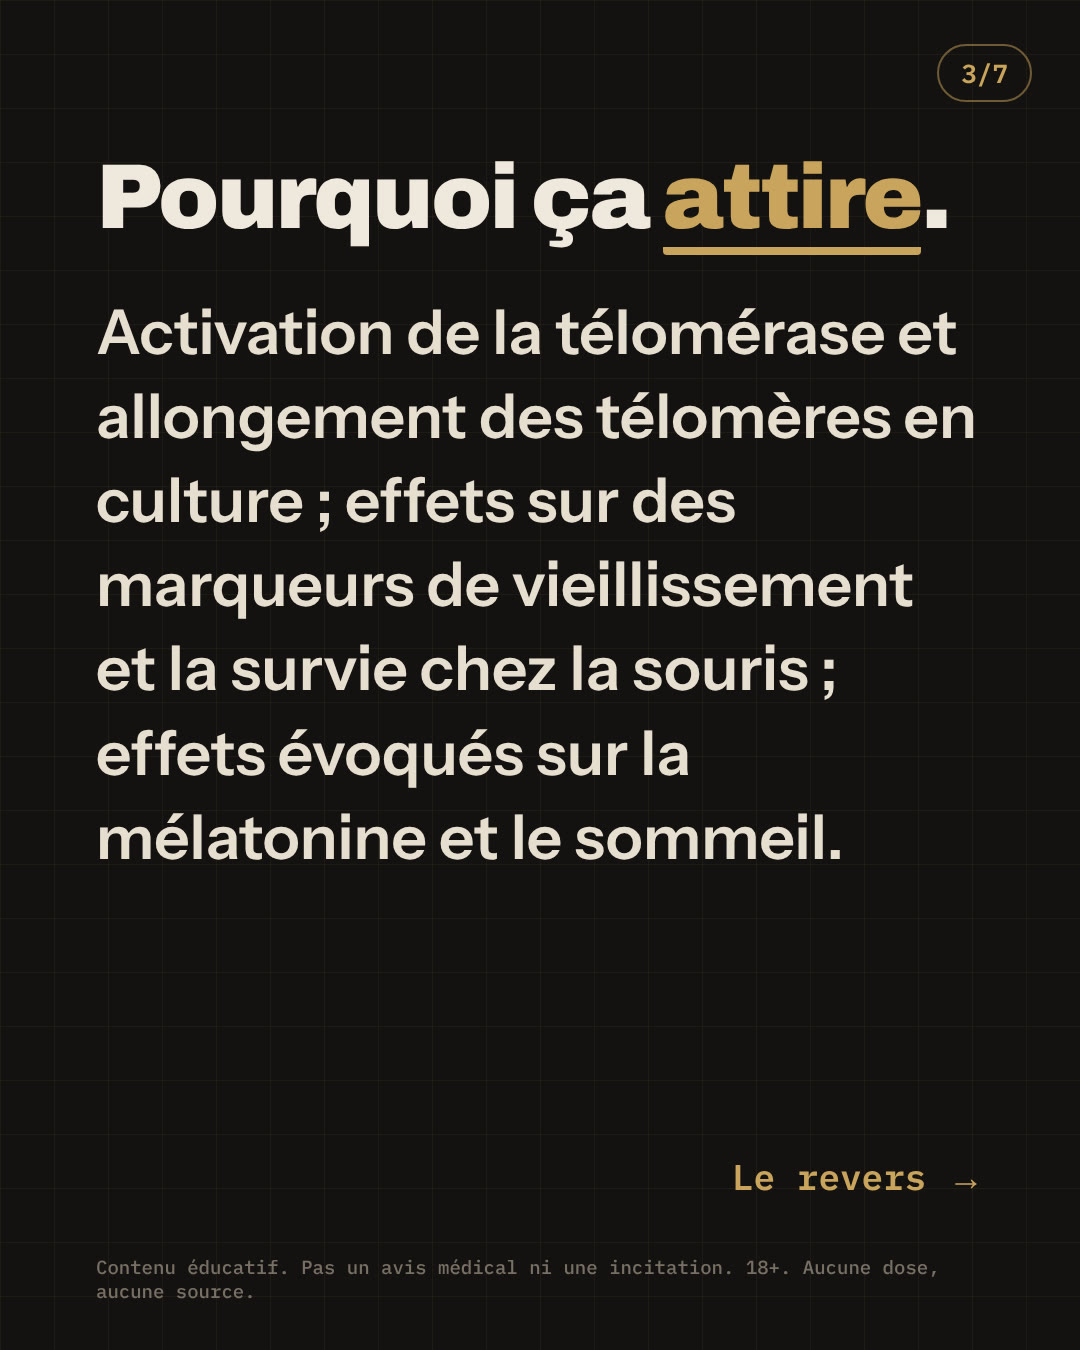 3/7
Pourquoi ça attire.
Activation de la télomérase et
allongement des télomères en
culture ; effets sur des
marqueurs de vieillissement
et la survie chez la souris ;
effets évoqués sur la
mélatonine et le sommeil.
Le revers →
Contenu éducatif. Pas un avis médical ni une incitation. 18+. Aucune dose,
aucune source.